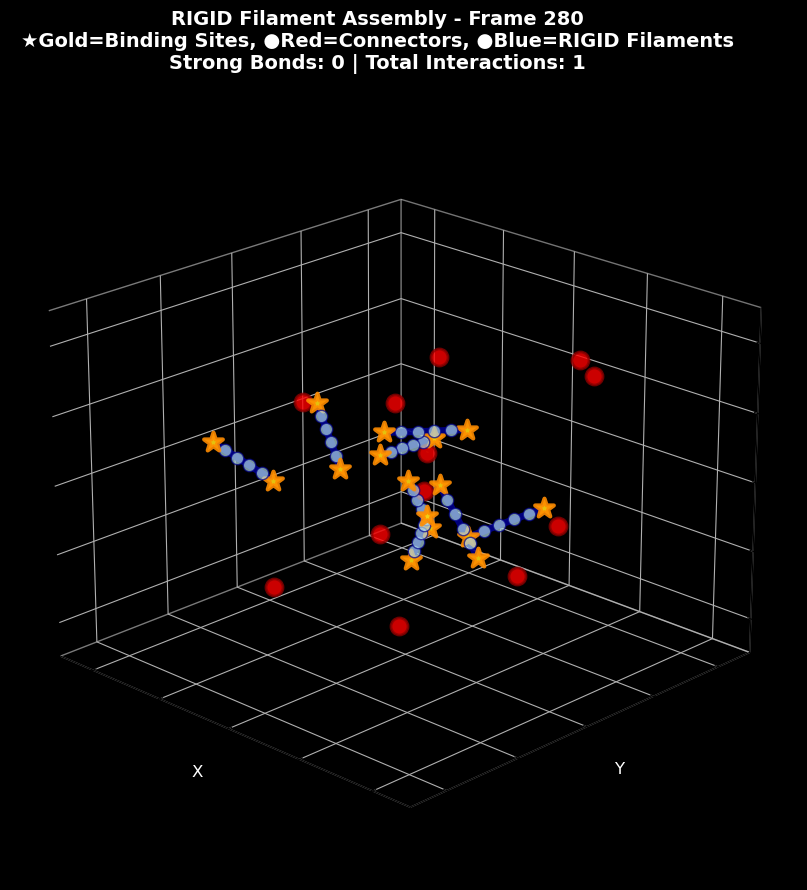 RIGID Filament Assembly - Frame 280
★Gold=Binding Sites, ●Red=Connectors, ●Blue=RIGID Filaments
Strong Bonds: 0 | Total Interactions: 1
X
Y